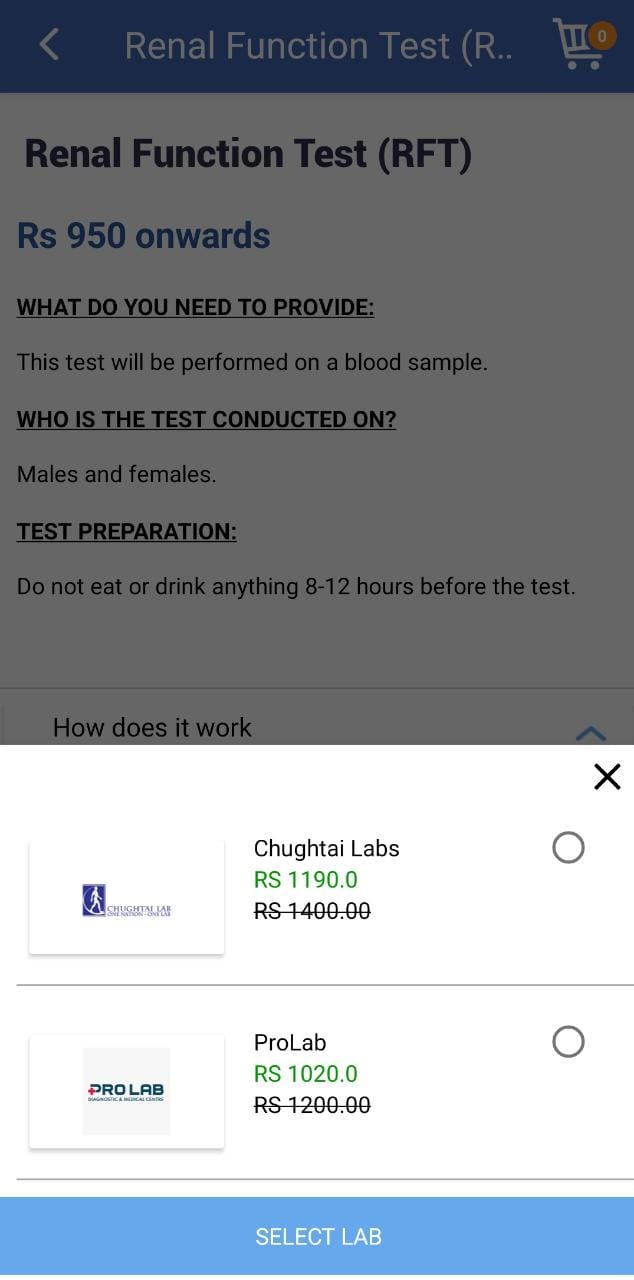 Renal Function Test (R..
0
Renal Function Test (RFT)
Rs 950 onwards
WHAT DO YOU NEED TO PROVIDE:
This test will be performed on a blood sample.
WHO IS THE TEST CONDUCTED ON?
Males and females.
TEST PREPARATION:
Do not eat or drink anything 8-12 hours before the test.
How does it work
CHUGHTAI LAB
ONE NATION - ONE LAB
Chughtai Labs
RS 1190.0
RS 1400.00
PRO LAB
DIAGNOSTIC & MEDICAL CENTRE
ProLab
RS 1020.0
RS 1200.00
SELECT LAB